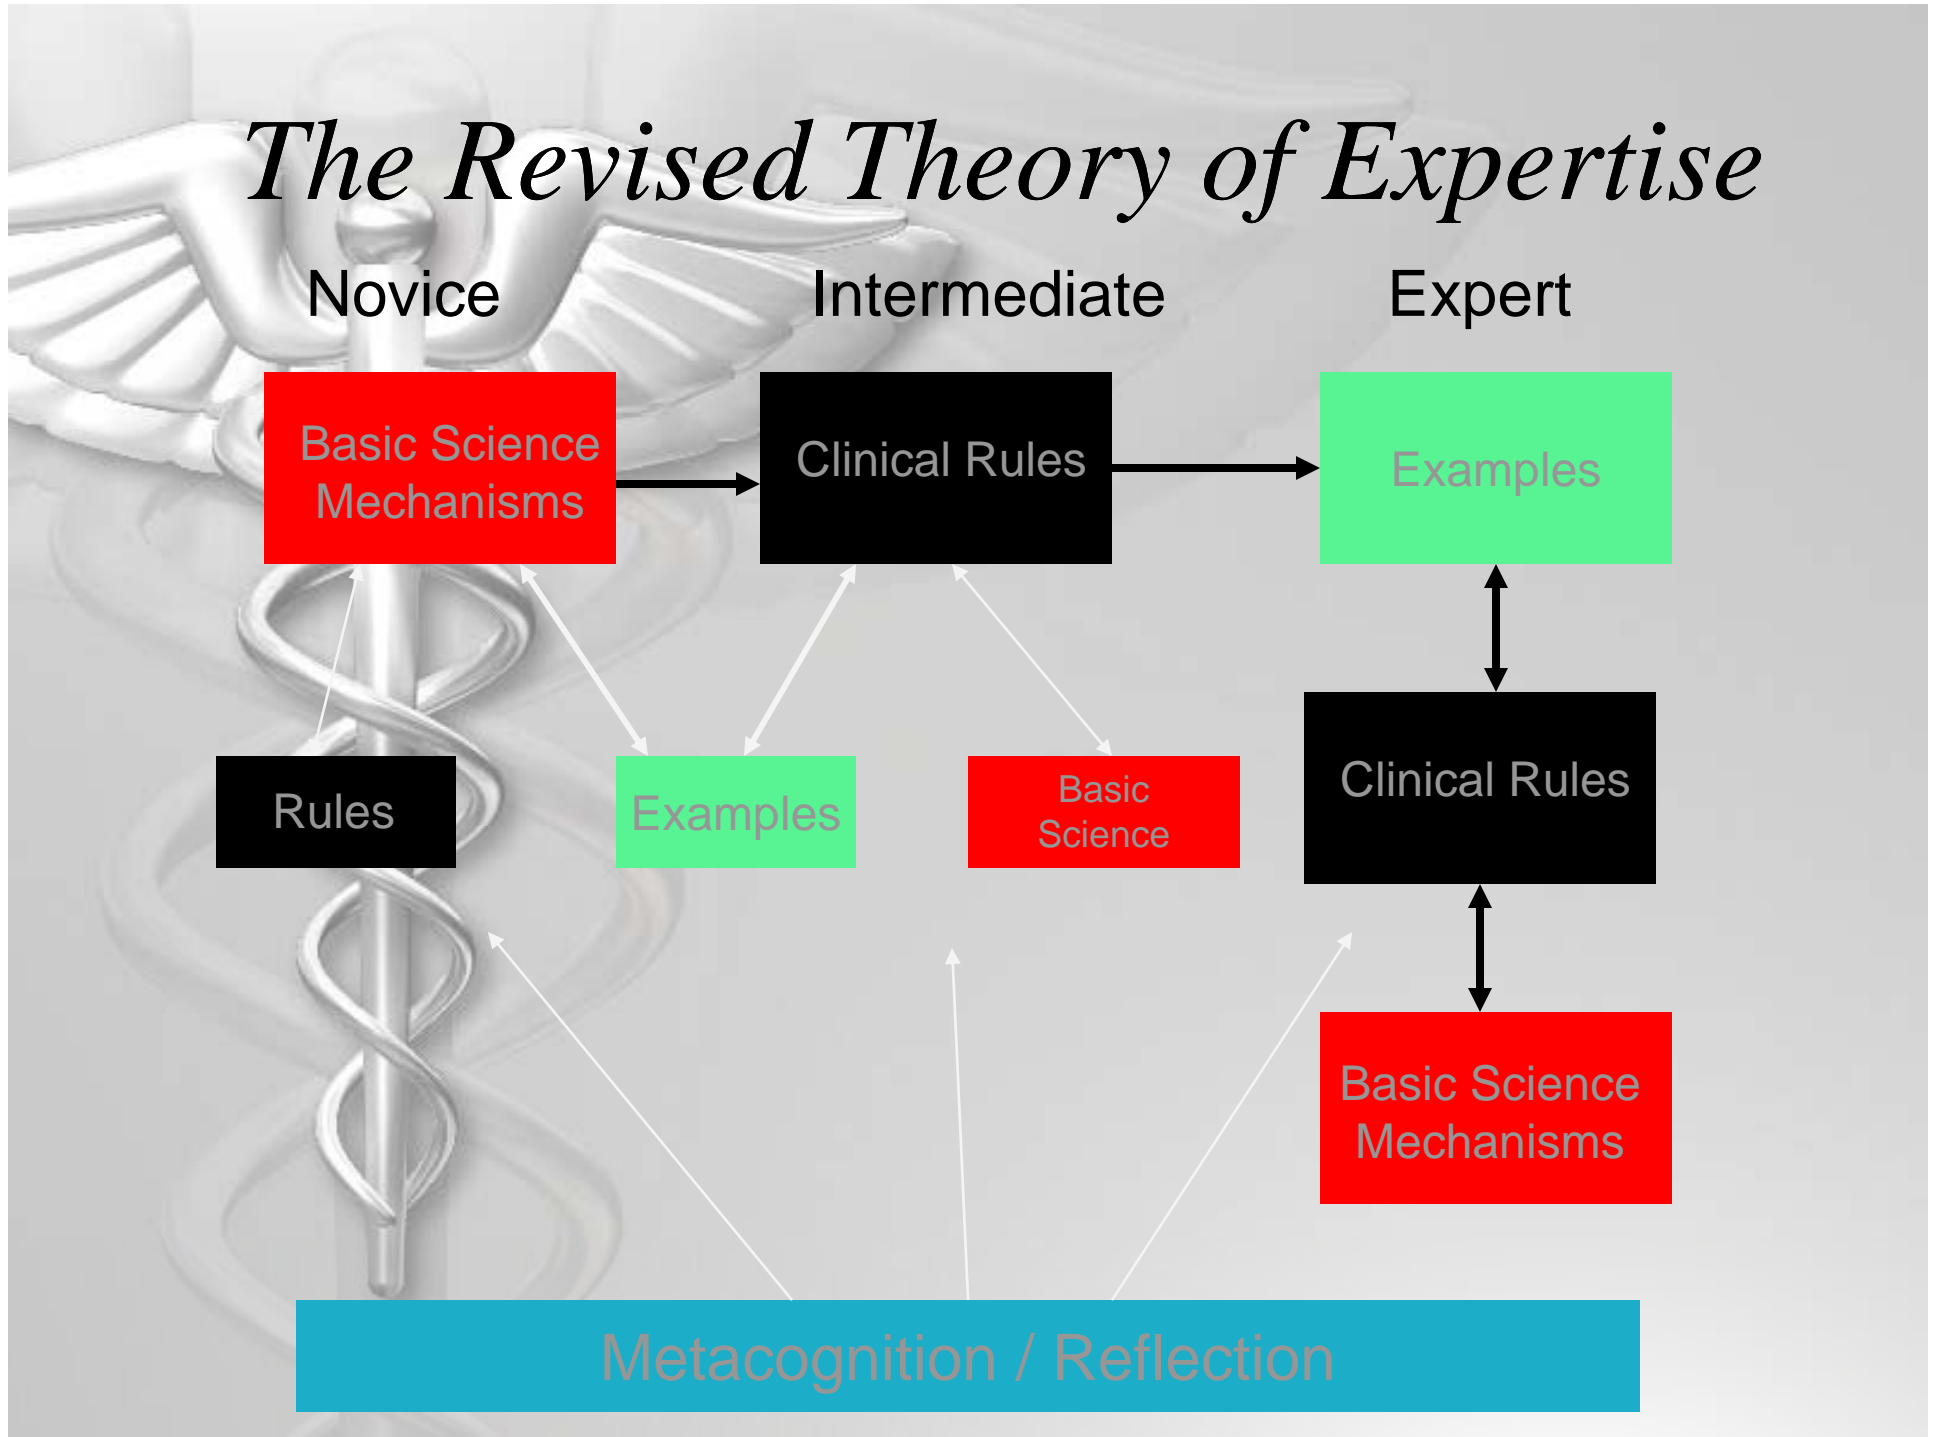 The Revised Theory of Expertise
Novice
Intermediate
Expert
Basic Science
Mechanisms
Clinical Rules
Examples
Rules
Examples
Basic
Science
Clinical Rules
Basic Science
Mechanisms
Metacognition / Reflection